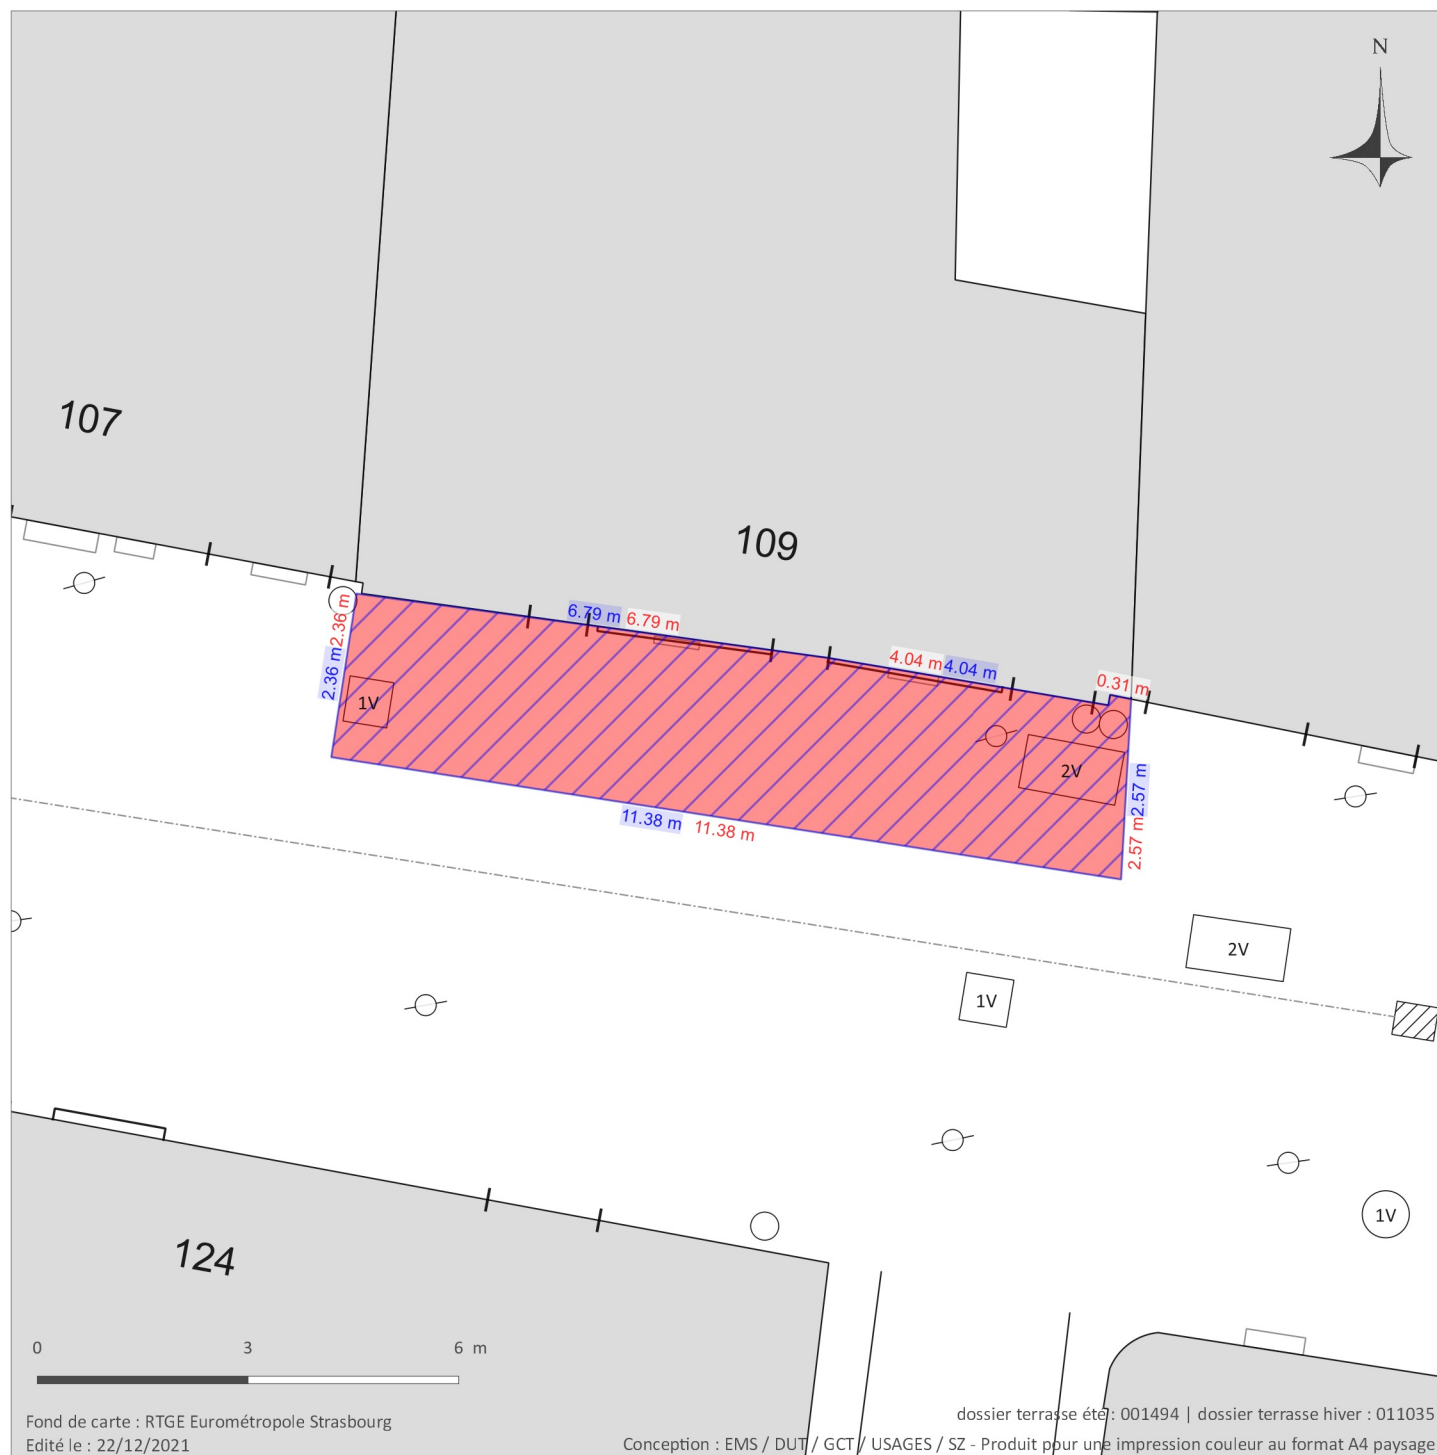 N
107
109
6.79 m 6.79 m
4.04 m 4.04 m
0.31 m
2.36 m 2.36 m
1V
2V
2.57 m 2.57 m
11.38 m 11.38 m
2V
1V
1V
124
0 3 6 m
Fond de carte : RTGE Eurométropole Strasbourg
Edité le : 22/12/2021
dossier terrasse été : 001494 | dossier terrasse hiver : 011035
Conception : EMS / DUT / GCT / USAGES / SZ - Produit pour une impression couleur au format A4 paysage